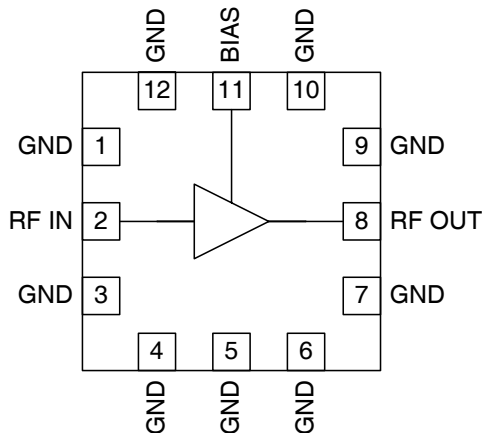 GND
BIAS
GND
12
11
10
GND
1
9
GND
RF IN
2
8
RF OUT
GND
3
7
GND
4
5
6
GND
GND
GND